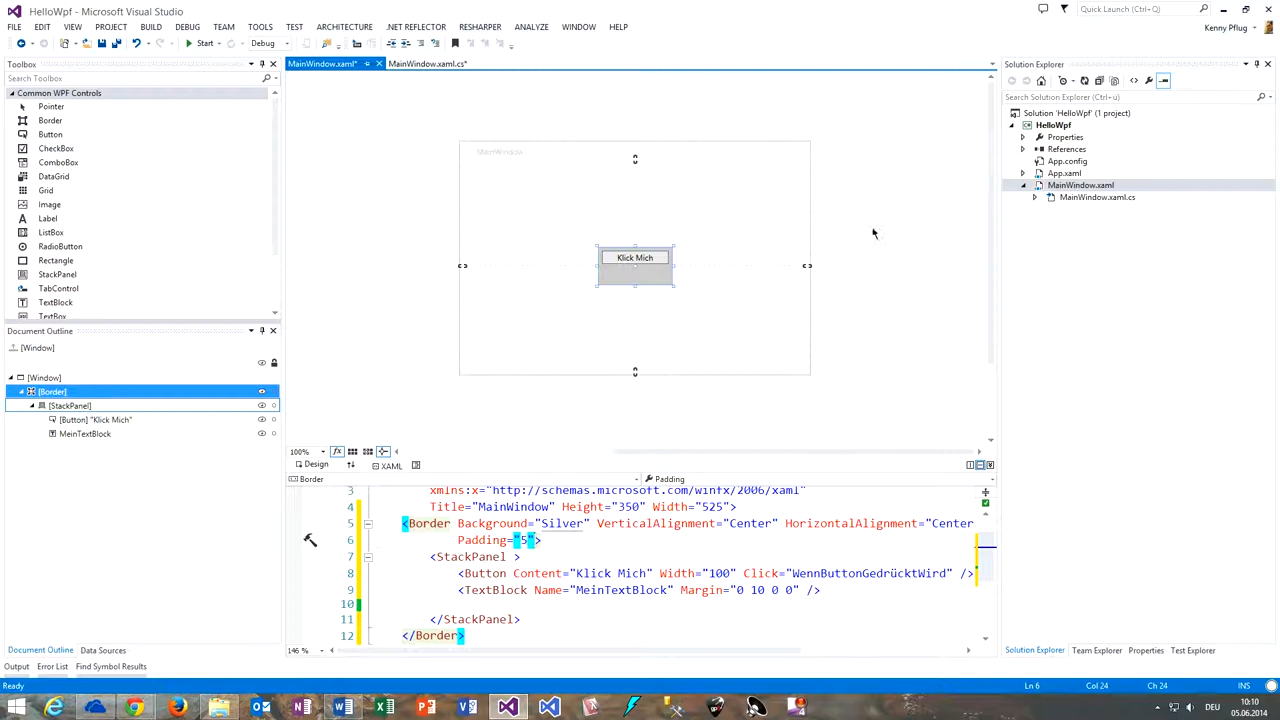 HelloWpf - Microsoft Visual Studio
Quick Launch (Ctrl+Q)
FILE EDIT VIEW PROJECT BUILD DEBUG TEAM TOOLS TEST ARCHITECTURE .NET REFLECTOR RESHARPER ANALYZE WINDOW HELP
Kenny Pflug
Start Debug
Toolbox
Search Toolbox
Common WPF Controls
Pointer
Border
Button
CheckBox
ComboBox
DataGrid
Grid
Image
Label
ListBox
RadioButton
Rectangle
StackPanel
TabControl
TextBlock
TextBox
Document Outline
[Window]
[Window]
[Border]
[StackPanel]
[Button] "Klick Mich"
MeinTextBlock
Document Outline Data Sources
Output Error List Find Symbol Results
MainWindow.xaml* MainWindow.xaml.cs*
MainWindow
Klick Mich
100%
Design XAML
Border Padding
3 xmlns:x="http://schemas.microsoft.com/winfx/2006/xaml"
4 Title="MainWindow" Height="350" Width="525">
5 <Border Background="Silver" VerticalAlignment="Center" HorizontalAlignment="Center
6 Padding="5">
7 <StackPanel >
8 <Button Content="Klick Mich" Width="100" Click="WennButtonGedrücktWird" />
9 <TextBlock Name="MeinTextBlock" Margin="0 10 0 0" />
10
11 </StackPanel>
12 </Border>
146 %
Solution Explorer
Search Solution Explorer (Ctrl+ü)
Solution 'HelloWpf' (1 project)
HelloWpf
Properties
References
App.config
App.xaml
MainWindow.xaml
MainWindow.xaml.cs
Solution Explorer Team Explorer Properties Test Explorer
Ready Ln 6 Col 24 Ch 24 INS
DEU 10:10
05.06.2014